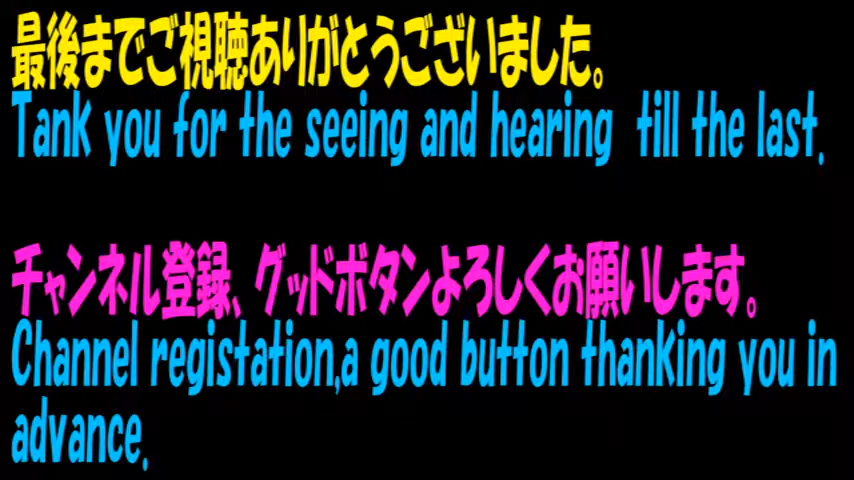 最後までご視聴ありがとうございました。
Tank you for the seeing and hearing till the last.
チャンネル登録、グッドボタンよろしくお願いします。
Channel registation,a good button thanking you in
advance.